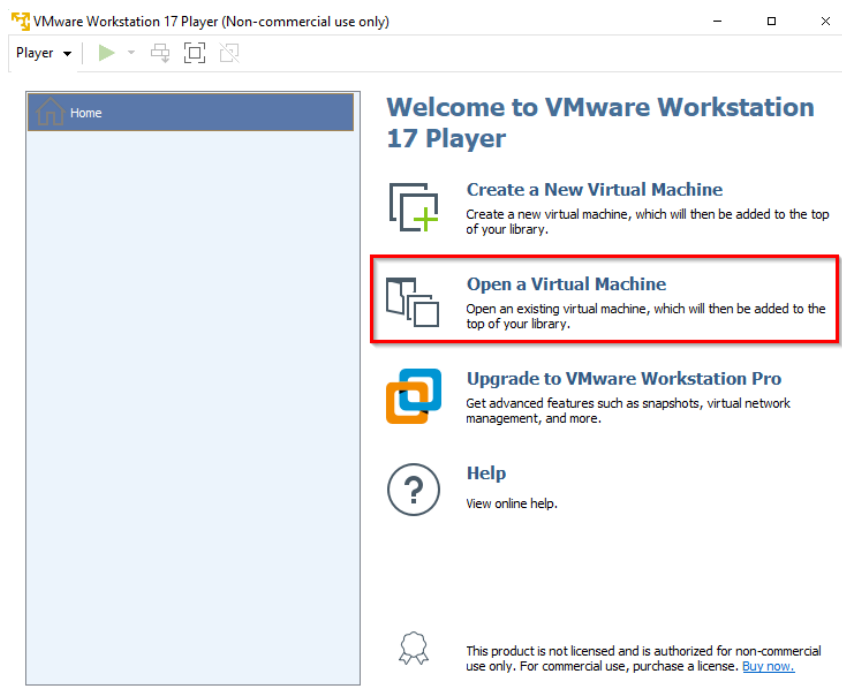 VMware Workstation 17 Player (Non-commercial use only)
Player
Home
Welcome to VMware Workstation
17 Player
Create a New Virtual Machine
Create a new virtual machine, which will then be added to the top
of your library.
Open a Virtual Machine
Open an existing virtual machine, which will then be added to the
top of your library.
Upgrade to VMware Workstation Pro
Get advanced features such as snapshots, virtual network
management, and more.
Help
View online help.
This product is not licensed and is authorized for non-commercial
use only. For commercial use, purchase a license. Buy now.